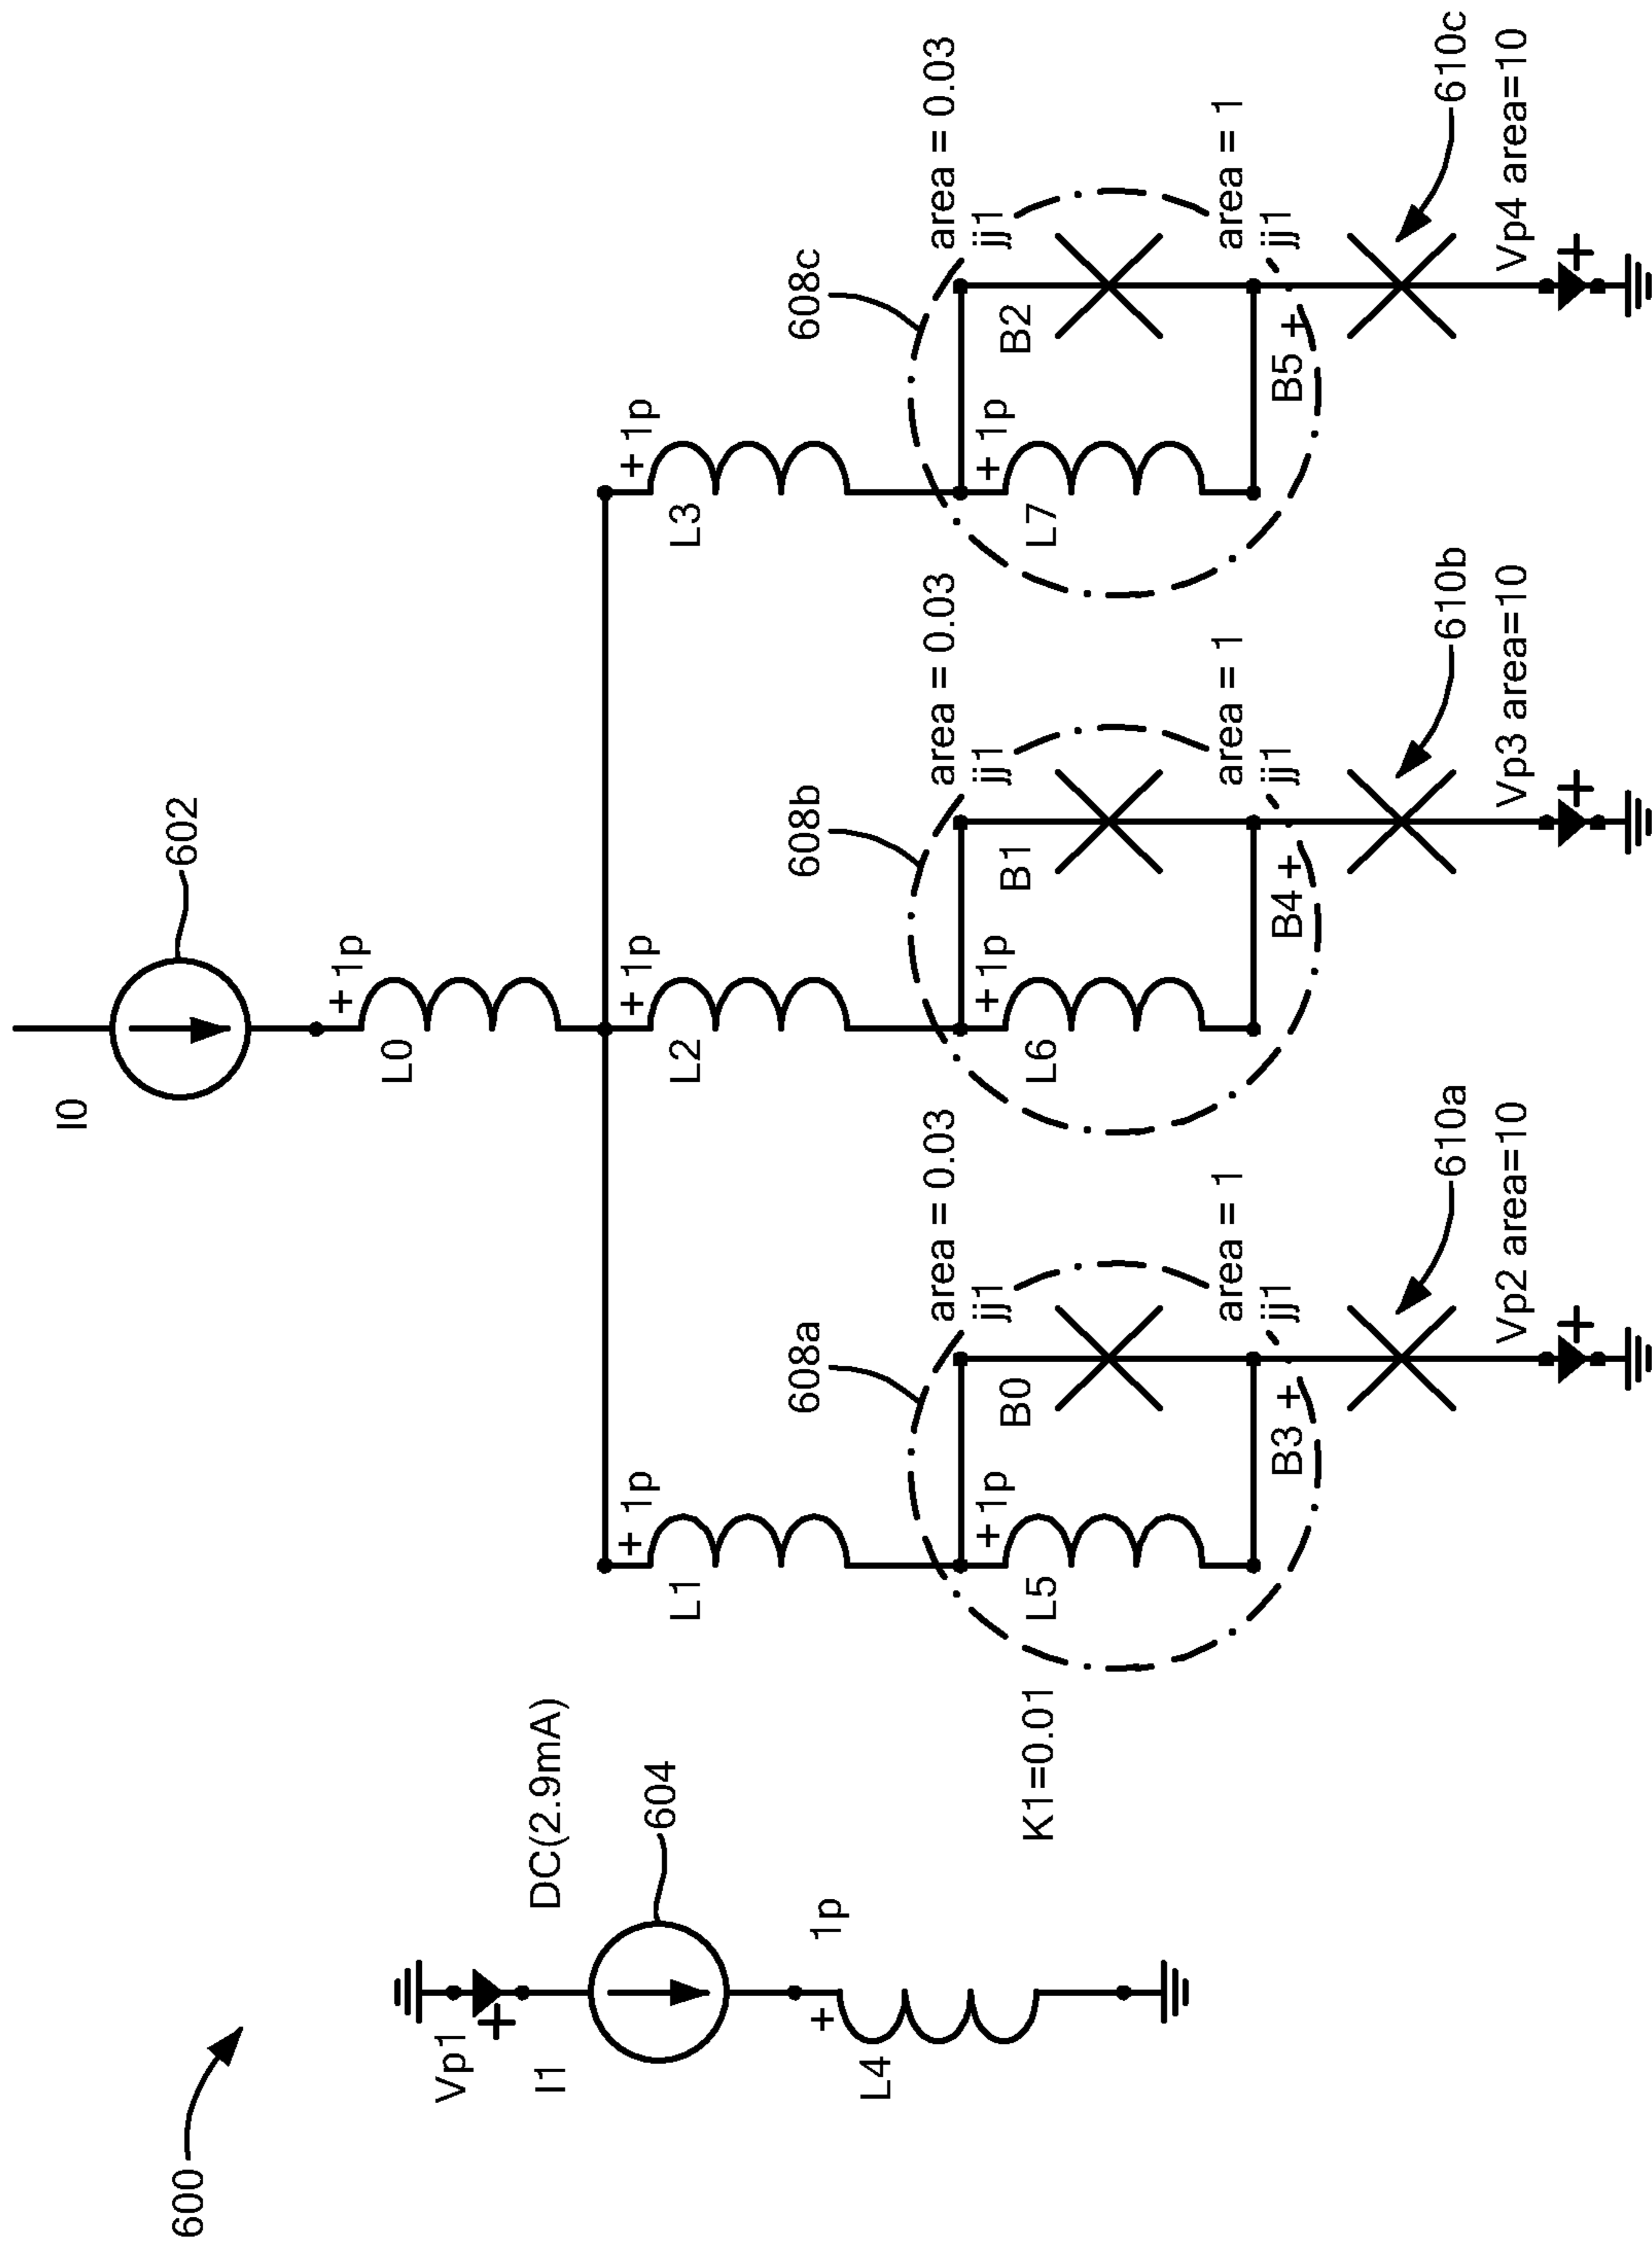 600
I0
602
+ 1p
L0
Vp1
+
I1
DC(2.9mA)
604
+
1p
L4
+ 1p
L1
+ 1p
L2
+ 1p
L3
608a
608b
608c
K1=0.01
area = 0.03
jj1
+ 1p
L5
B0
area = 0.03
jj1
+ 1p
L6
B1
area = 0.03
jj1
+ 1p
L7
B2
area = 1
jj1
B3 +
area = 1
jj1
B4 +
area = 1
jj1
B5 +
610a
610b
610c
Vp2 area=10
+
Vp3 area=10
+
Vp4 area=10
+